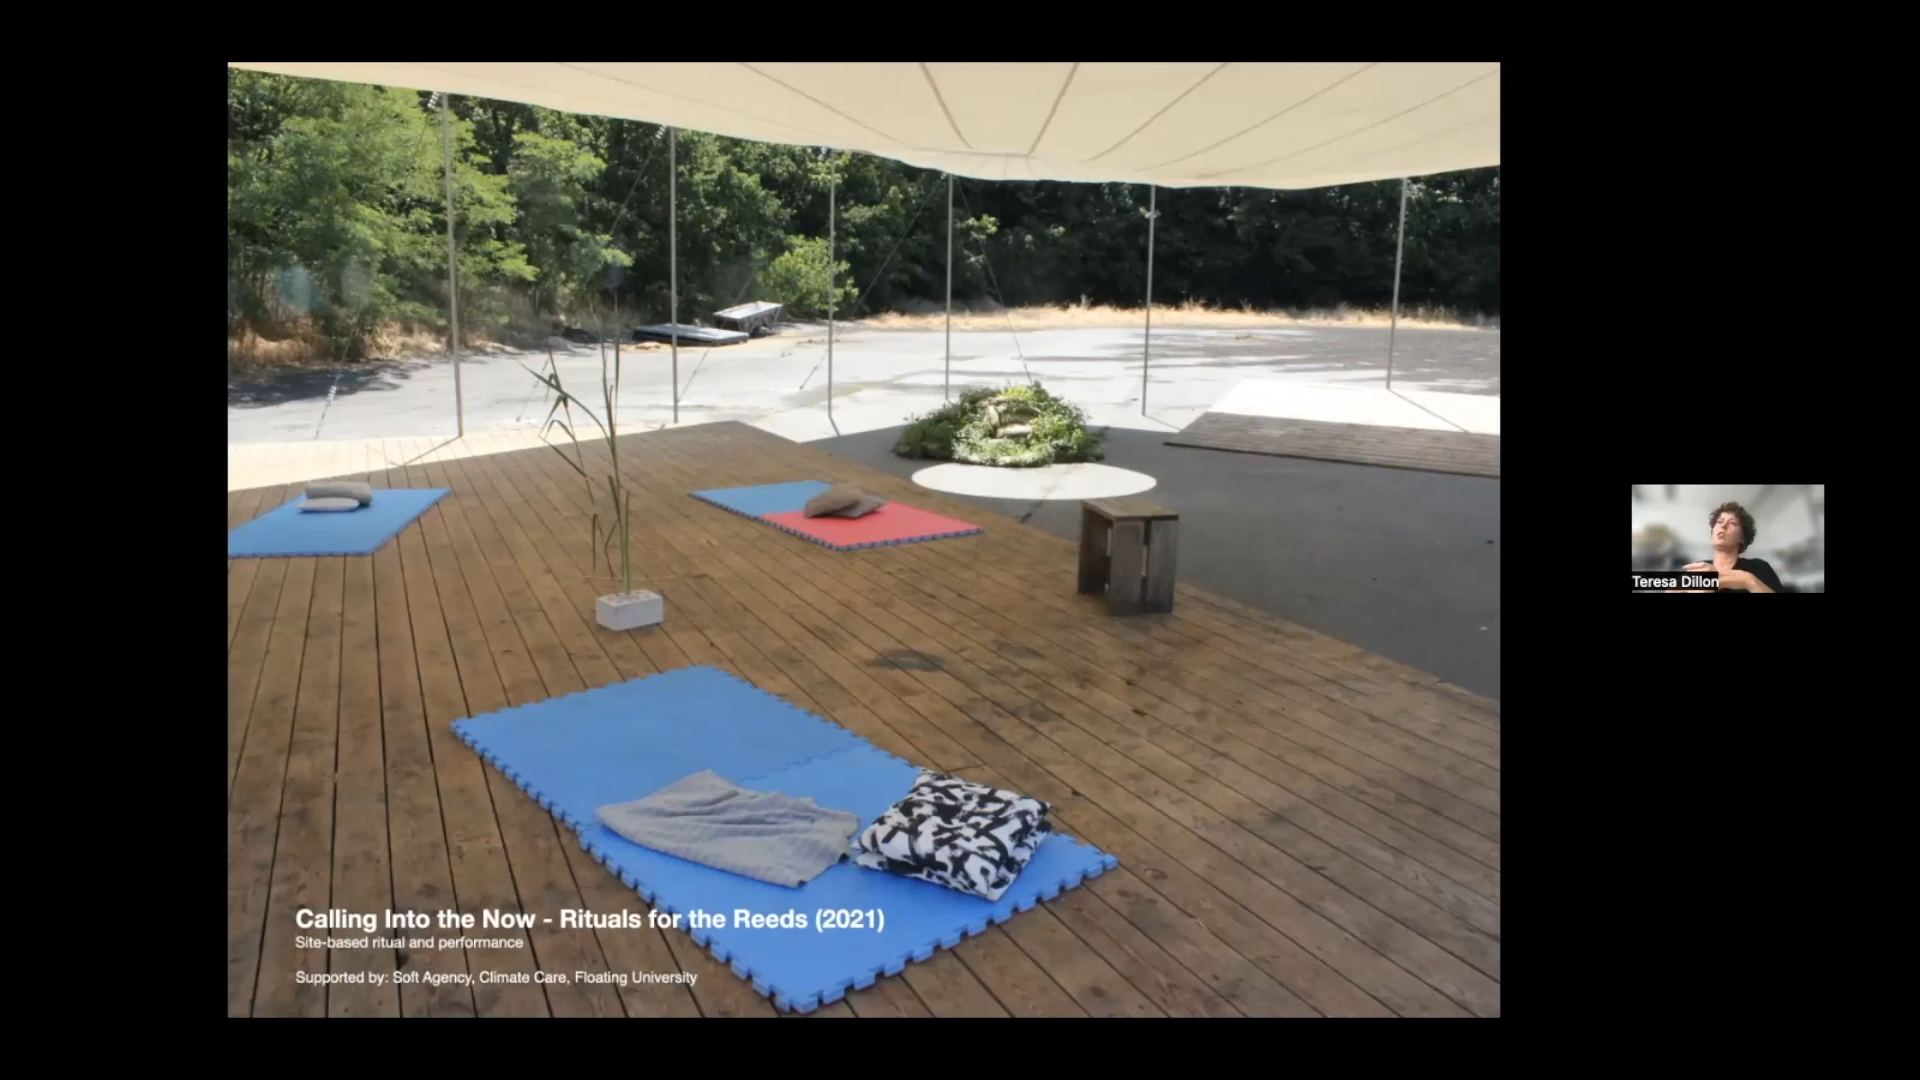 Calling Into the Now - Rituals for the Reeds (2021)
Site-based ritual and performance
Supported by: Soft Agency, Climate Care, Floating University
Teresa Dillon